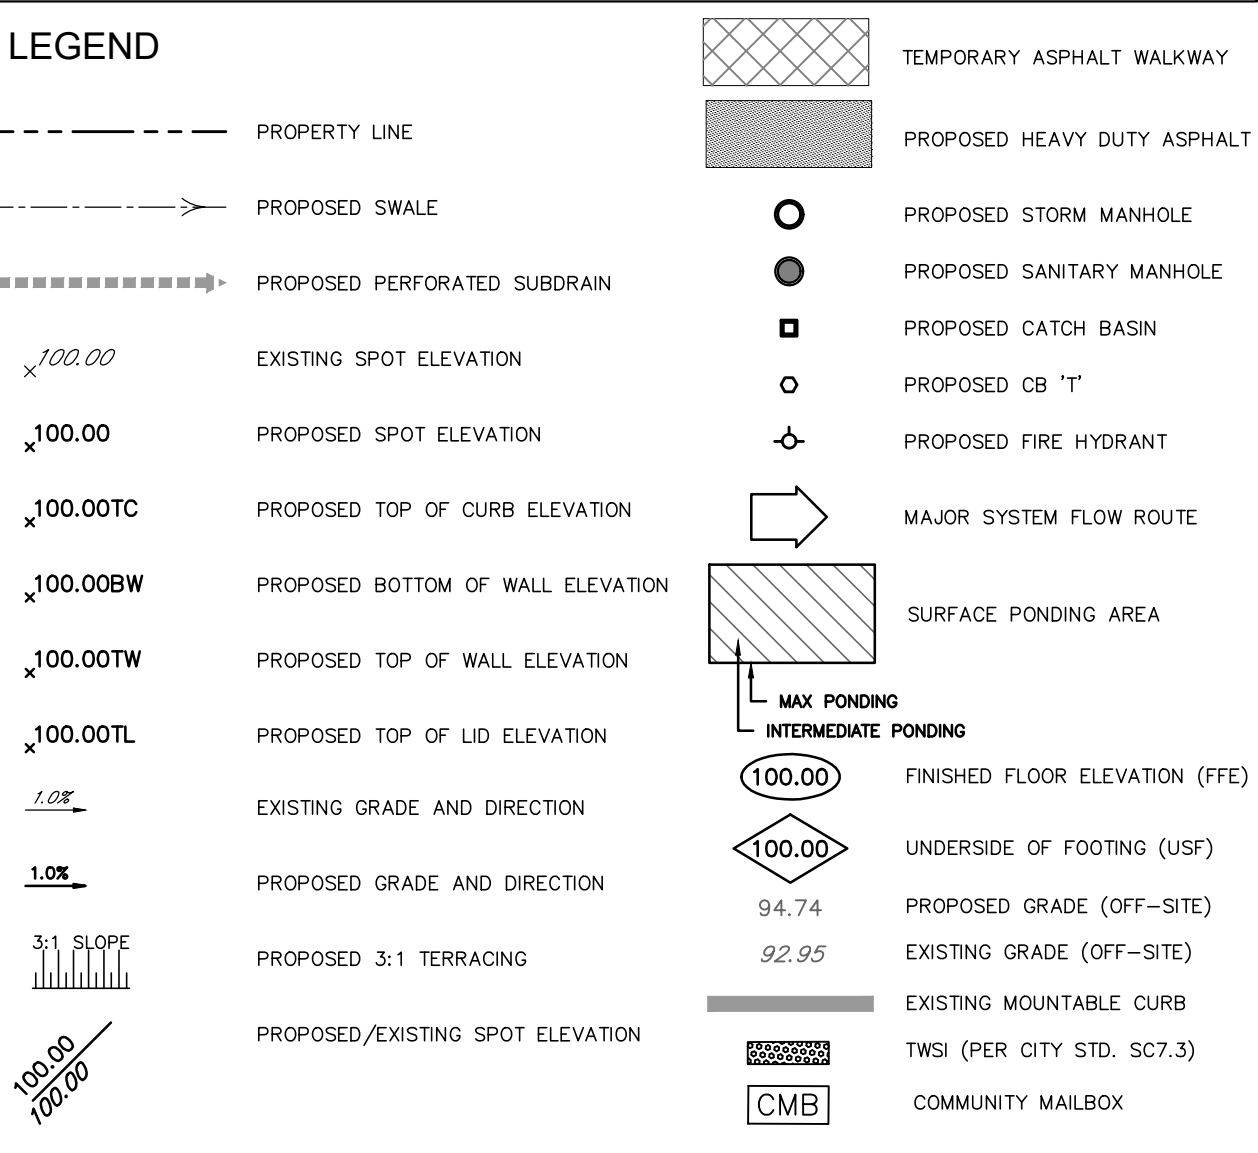 LEGEND
PROPERTY LINE
PROPOSED SWALE
PROPOSED PERFORATED SUBDRAIN
100.00 EXISTING SPOT ELEVATION
100.00 PROPOSED SPOT ELEVATION
100.00TC PROPOSED TOP OF CURB ELEVATION
100.00BW PROPOSED BOTTOM OF WALL ELEVATION
100.00TW PROPOSED TOP OF WALL ELEVATION
100.00TL PROPOSED TOP OF LID ELEVATION
1.0% EXISTING GRADE AND DIRECTION
1.0% PROPOSED GRADE AND DIRECTION
3:1 SLOPE PROPOSED 3:1 TERRACING
PROPOSED/EXISTING SPOT ELEVATION
100.00
100.00
TEMPORARY ASPHALT WALKWAY
PROPOSED HEAVY DUTY ASPHALT
PROPOSED STORM MANHOLE
PROPOSED SANITARY MANHOLE
PROPOSED CATCH BASIN
PROPOSED CB 'T'
PROPOSED FIRE HYDRANT
MAJOR SYSTEM FLOW ROUTE
SURFACE PONDING AREA
MAX PONDING
INTERMEDIATE PONDING
100.00 FINISHED FLOOR ELEVATION (FFE)
100.00 UNDERSIDE OF FOOTING (USF)
94.74 PROPOSED GRADE (OFF-SITE)
92.95 EXISTING GRADE (OFF-SITE)
EXISTING MOUNTABLE CURB
TWSI (PER CITY STD. SC7.3)
CMB COMMUNITY MAILBOX